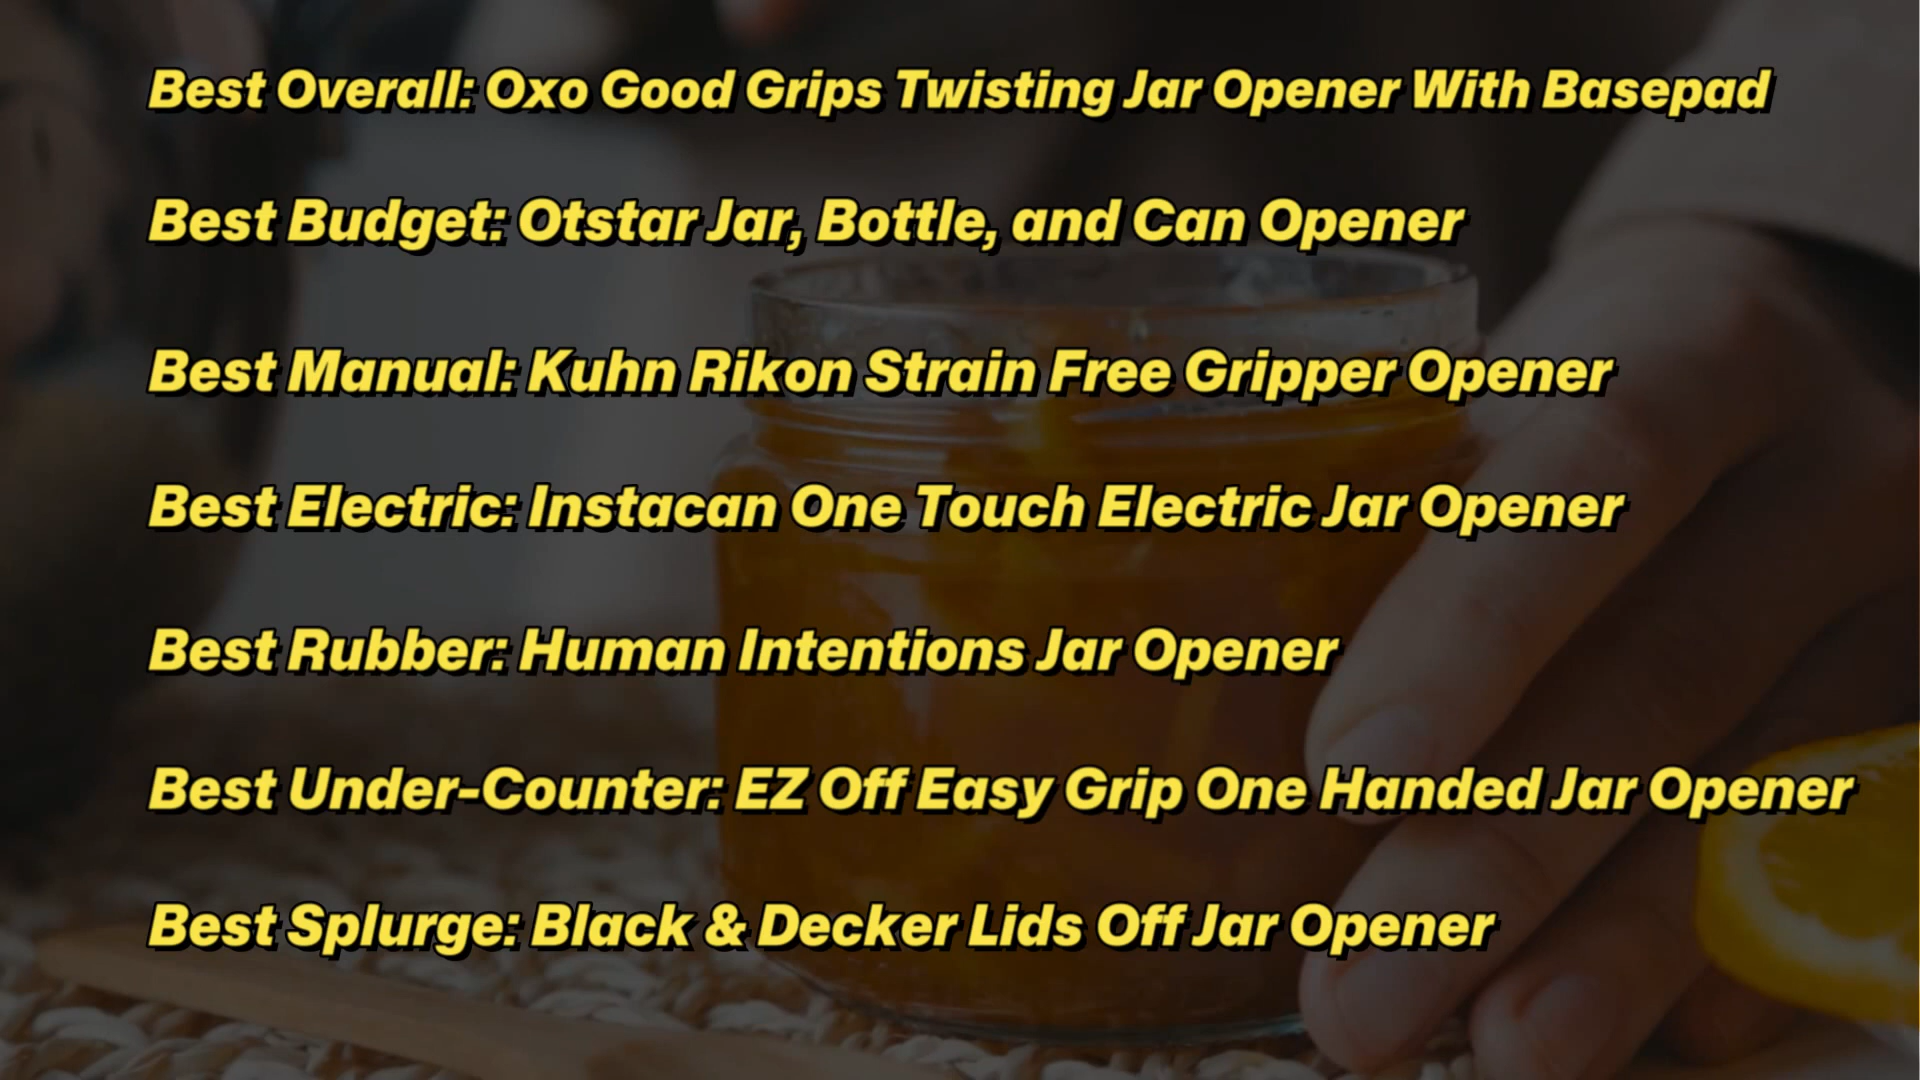 Best Overall: Oxo Good Grips Twisting Jar Opener With Basepad
Best Budget: Otstar Jar, Bottle, and Can Opener
Best Manual: Kuhn Rikon Strain Free Gripper Opener
Best Electric: Instacan One Touch Electric Jar Opener
Best Rubber: Human Intentions Jar Opener
Best Under-Counter: EZ Off Easy Grip One Handed Jar Opener
Best Splurge: Black & Decker Lids Off Jar Opener